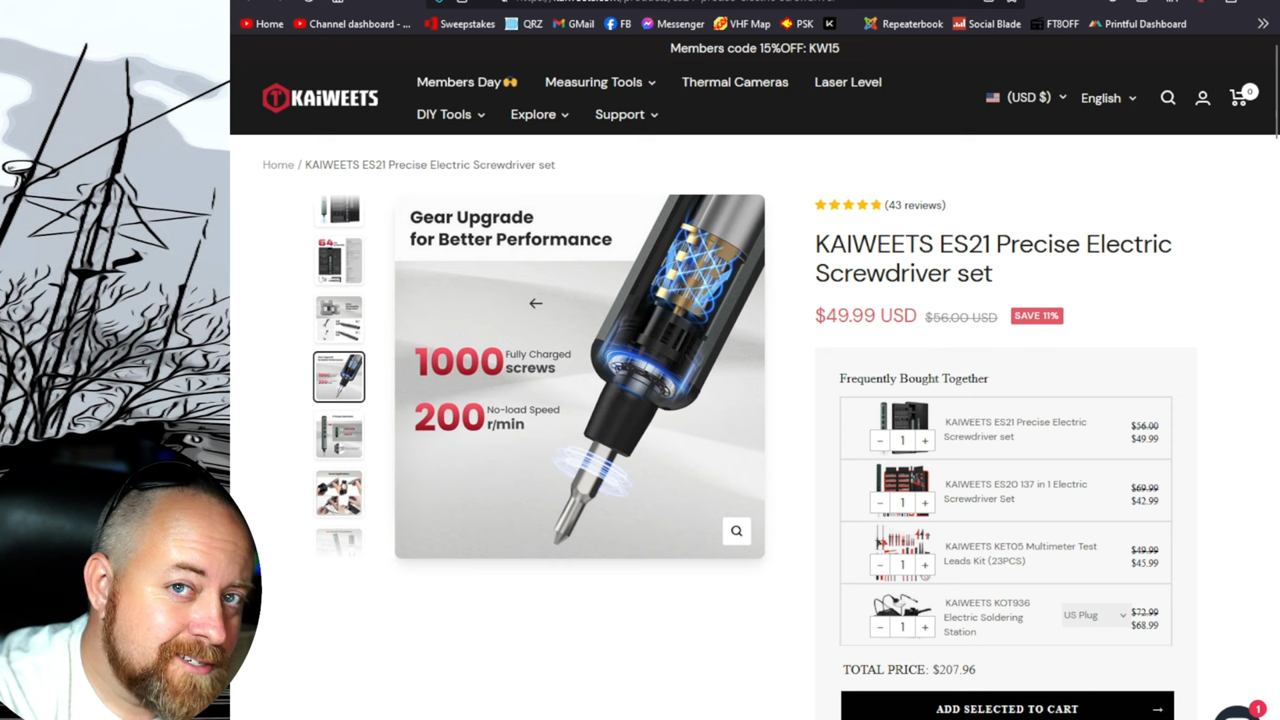 Home
Channel dashboard - ...
Sweepstakes
QRZ
GMail
FB
Messenger
VHF Map
PSK
Repeaterbook
Social Blade
FT8OFF
Printful Dashboard
Members code 15%OFF: KW15
KAIWEETS
Members Day🙌
Measuring Tools
Thermal Cameras
Laser Level
(USD $)
English
0
DIY Tools
Explore
Support
Home / KAIWEETS ES21 Precise Electric Screwdriver set
Gear Upgrade
for Better Performance
1000 Fully Charged
screws
200 No-load Speed
r/min
(43 reviews)
KAIWEETS ES21 Precise Electric
Screwdriver set
$49.99 USD $56.00 USD SAVE 11%
Frequently Bought Together
- 1 +
KAIWEETS ES21 Precise Electric
Screwdriver set
$56.00
$49.99
- 1 +
KAIWEETS ES20 137 in 1 Electric
Screwdriver Set
$69.99
$42.99
- 1 +
KAIWEETS KET05 Multimeter Test
Leads Kit (23PCS)
$49.99
$45.99
- 1 +
KAIWEETS KOT936
Electric Soldering
Station
US Plug
$72.99
$68.99
TOTAL PRICE: $207.96
ADD SELECTED TO CART →
1